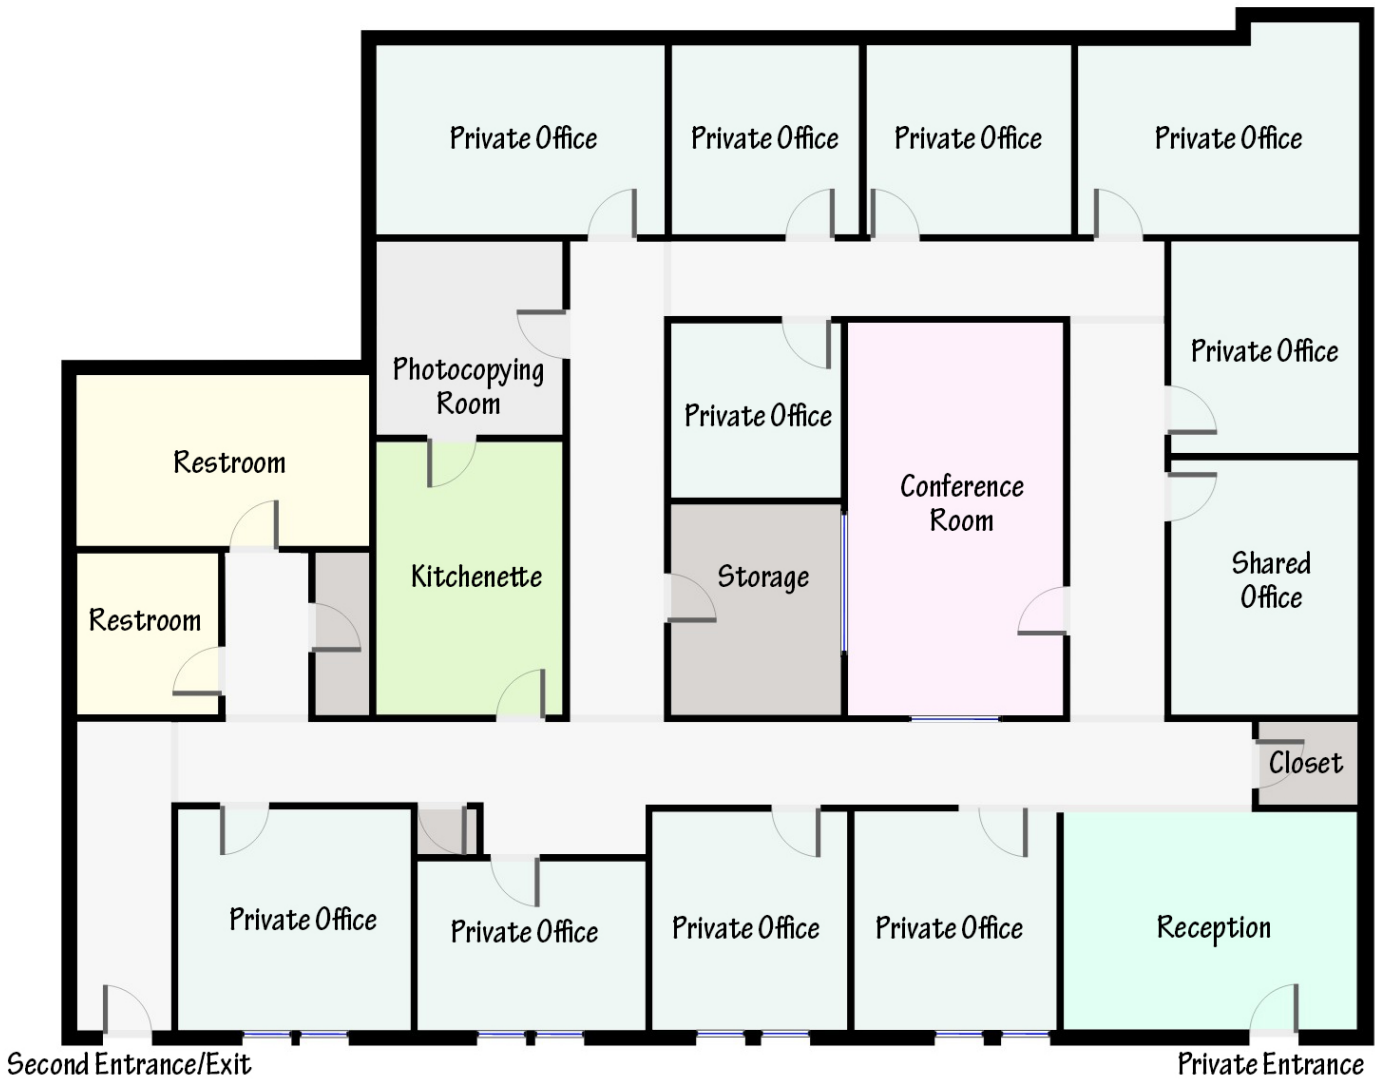 Private Office
Private Office
Private Office
Private Office
Photocopying
Room
Private Office
Private Office
Restroom
Conference
Room
Kitchenette
Storage
Shared
Office
Restroom
Closet
Private Office
Private Office
Private Office
Private Office
Reception
Second Entrance/Exit
Private Entrance